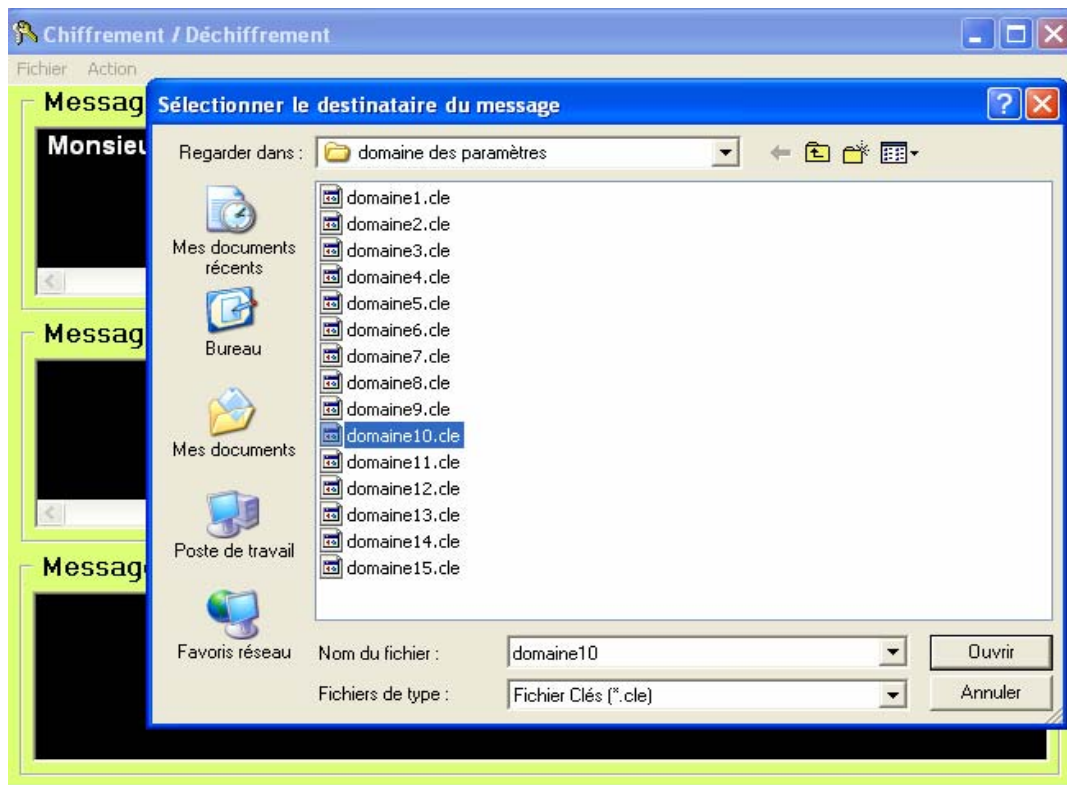 Chiffrement / Déchiffrement
Fichier Action
Messag
Monsieu
Messag
Messag
Sélectionner le destinataire du message
Regarder dans :
domaine des paramètres
Mes documents récents
Bureau
Mes documents
Poste de travail
Favoris réseau
domaine1.cle
domaine2.cle
domaine3.cle
domaine4.cle
domaine5.cle
domaine6.cle
domaine7.cle
domaine8.cle
domaine9.cle
domaine10.cle
domaine11.cle
domaine12.cle
domaine13.cle
domaine14.cle
domaine15.cle
Nom du fichier :
domaine10
Ouvrir
Fichiers de type :
Fichier Clés (*.cle)
Annuler